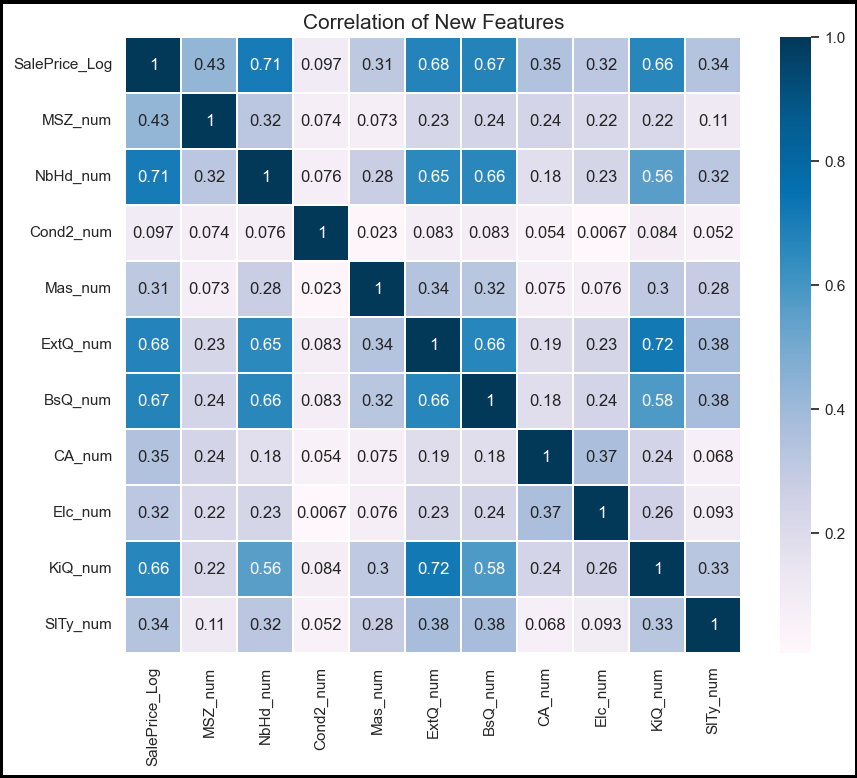 Correlation of New Features
SalePrice_Log 1 0.43 0.71 0.097 0.31 0.68 0.67 0.35 0.32 0.66 0.34
MSZ_num 0.43 1 0.32 0.074 0.073 0.23 0.24 0.24 0.22 0.22 0.11
NbHd_num 0.71 0.32 1 0.076 0.28 0.65 0.66 0.18 0.23 0.56 0.32
Cond2_num 0.097 0.074 0.076 1 0.023 0.083 0.083 0.054 0.0067 0.084 0.052
Mas_num 0.31 0.073 0.28 0.023 1 0.34 0.32 0.075 0.076 0.3 0.28
ExtQ_num 0.68 0.23 0.65 0.083 0.34 1 0.66 0.19 0.23 0.72 0.38
BsQ_num 0.67 0.24 0.66 0.083 0.32 0.66 1 0.18 0.24 0.58 0.38
CA_num 0.35 0.24 0.18 0.054 0.075 0.19 0.18 1 0.37 0.24 0.068
Elc_num 0.32 0.22 0.23 0.0067 0.076 0.23 0.24 0.37 1 0.26 0.093
KiQ_num 0.66 0.22 0.56 0.084 0.3 0.72 0.58 0.24 0.26 1 0.33
SlTy_num 0.34 0.11 0.32 0.052 0.28 0.38 0.38 0.068 0.093 0.33 1
SalePrice_Log
MSZ_num
NbHd_num
Cond2_num
Mas_num
ExtQ_num
BsQ_num
CA_num
Elc_num
KiQ_num
SlTy_num
1.0
0.8
0.6
0.4
0.2